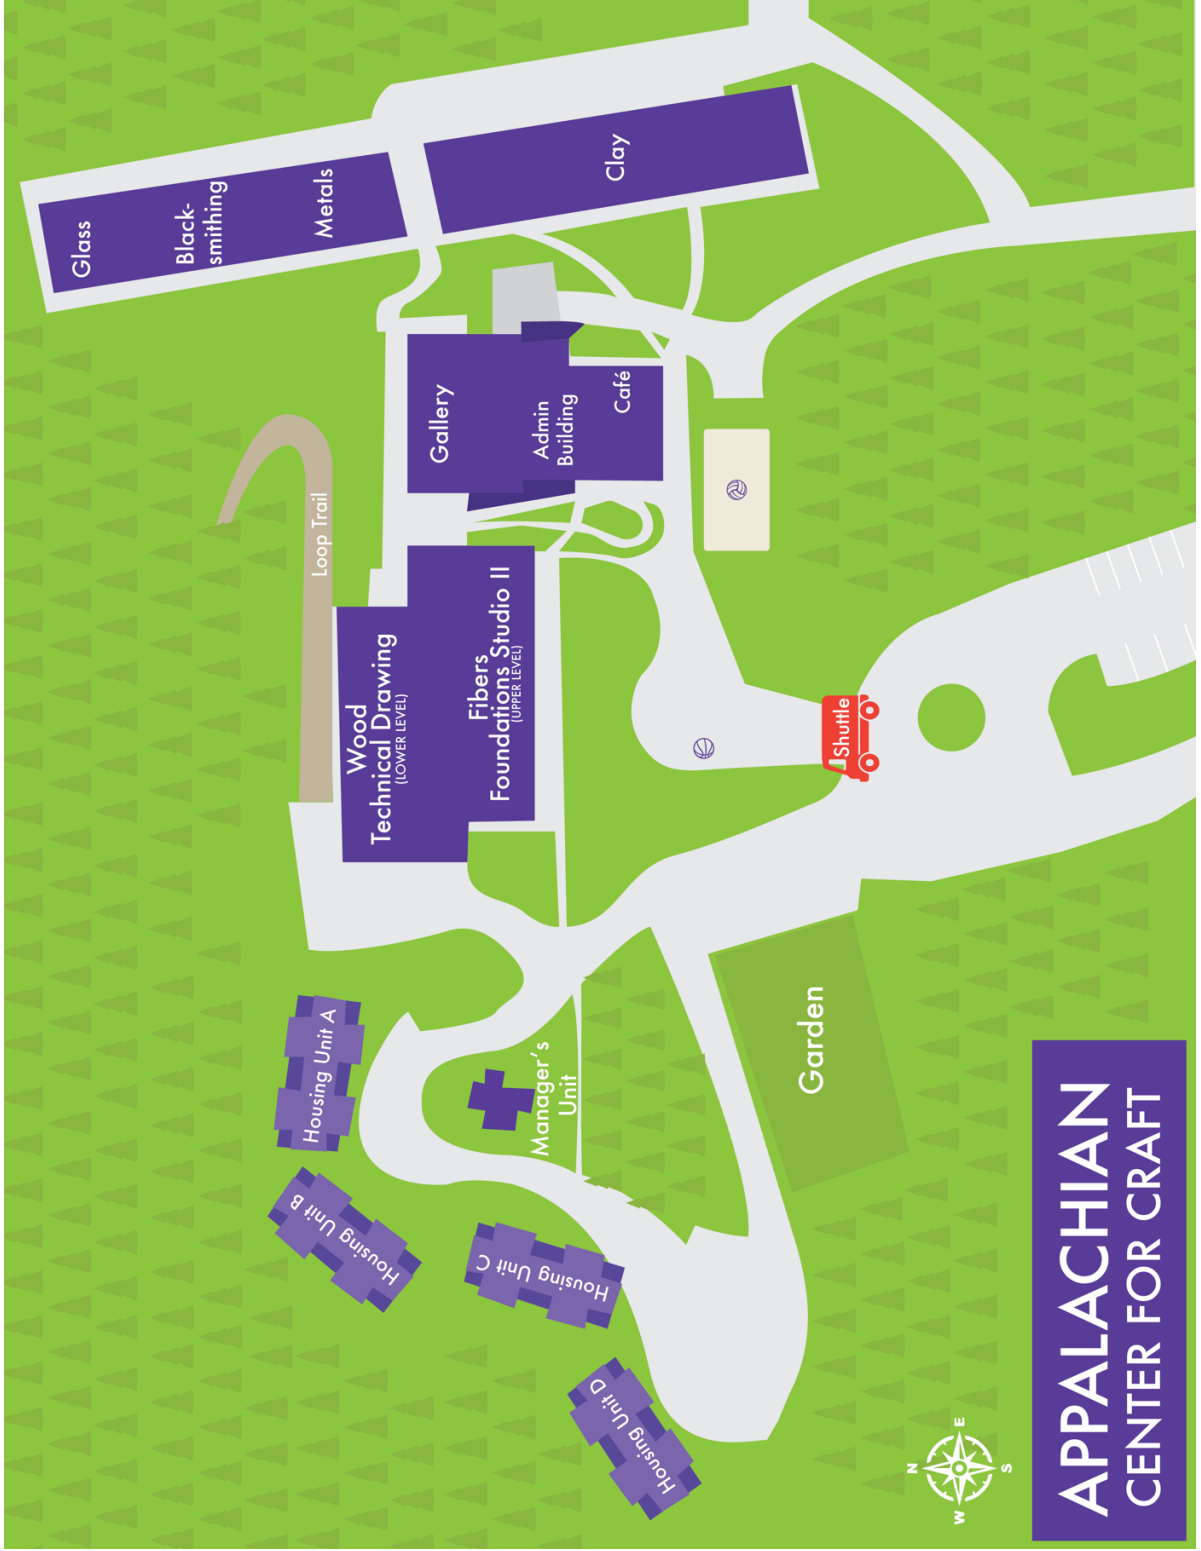 Glass
Black-
smithing
Metals
Clay
Gallery
Admin
Building
Café
Loop Trail
Wood
Technical Drawing
(LOWER LEVEL)
Fibers
Foundations Studio II
(UPPER LEVEL)
Shuttle
Housing Unit A
Housing Unit B
Housing Unit C
Housing Unit D
Manager's
Unit
Garden
N
E
S
W
APPALACHIAN
CENTER FOR CRAFT